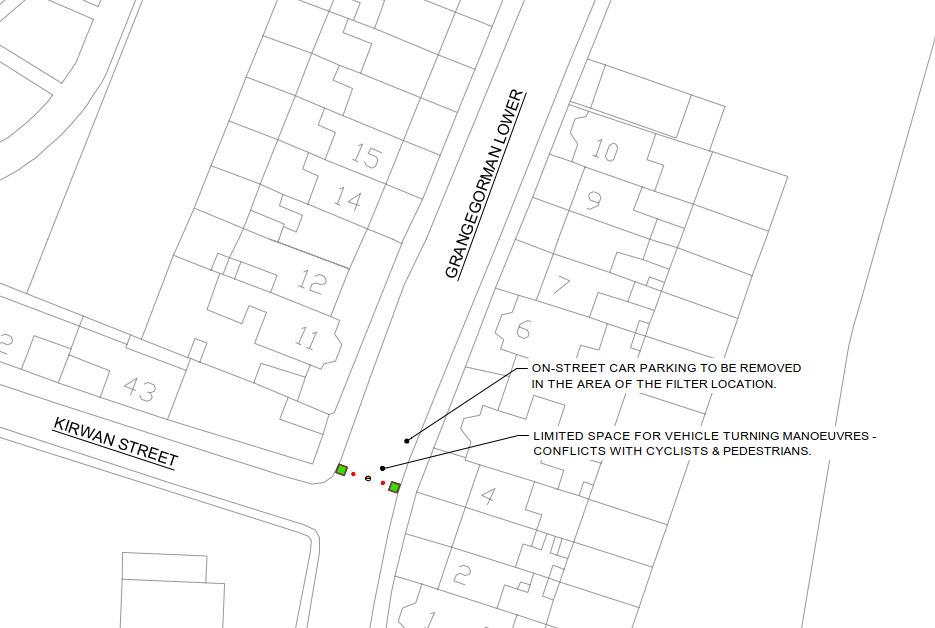 15
GRANGEGORMAN LOWER
10
14
9
12
7
11
6
2
43
ON-STREET CAR PARKING TO BE REMOVED
IN THE AREA OF THE FILTER LOCATION.
KIRWAN STREET
LIMITED SPACE FOR VEHICLE TURNING MANOEUVRES -
CONFLICTS WITH CYCLISTS & PEDESTRIANS.
4
2
1